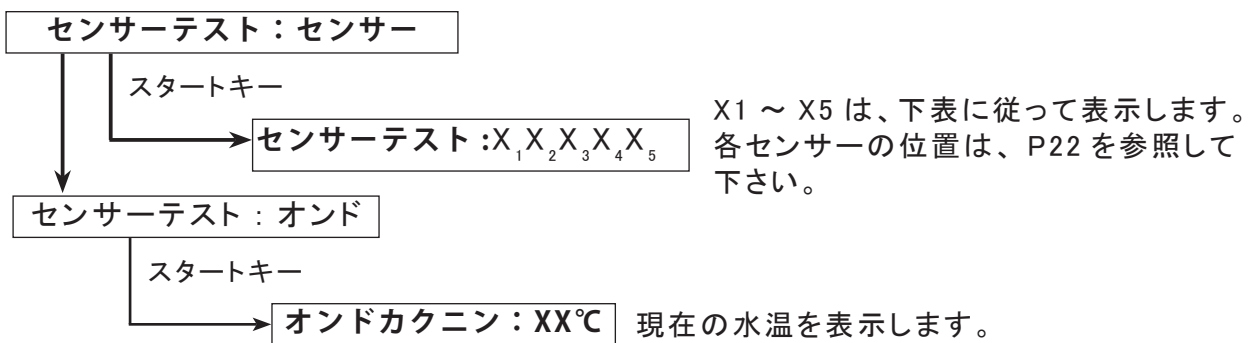 センサーテスト：センサー
スタートキー
センサーテスト:X₁X₂X₃X₄X₅
X1 ～ X5 は、下表に従って表示します。
各センサーの位置は、P22 を参照して
下さい。
センサーテスト：オンド
スタートキー
オンドカクニン：XX℃
現在の水温を表示します。